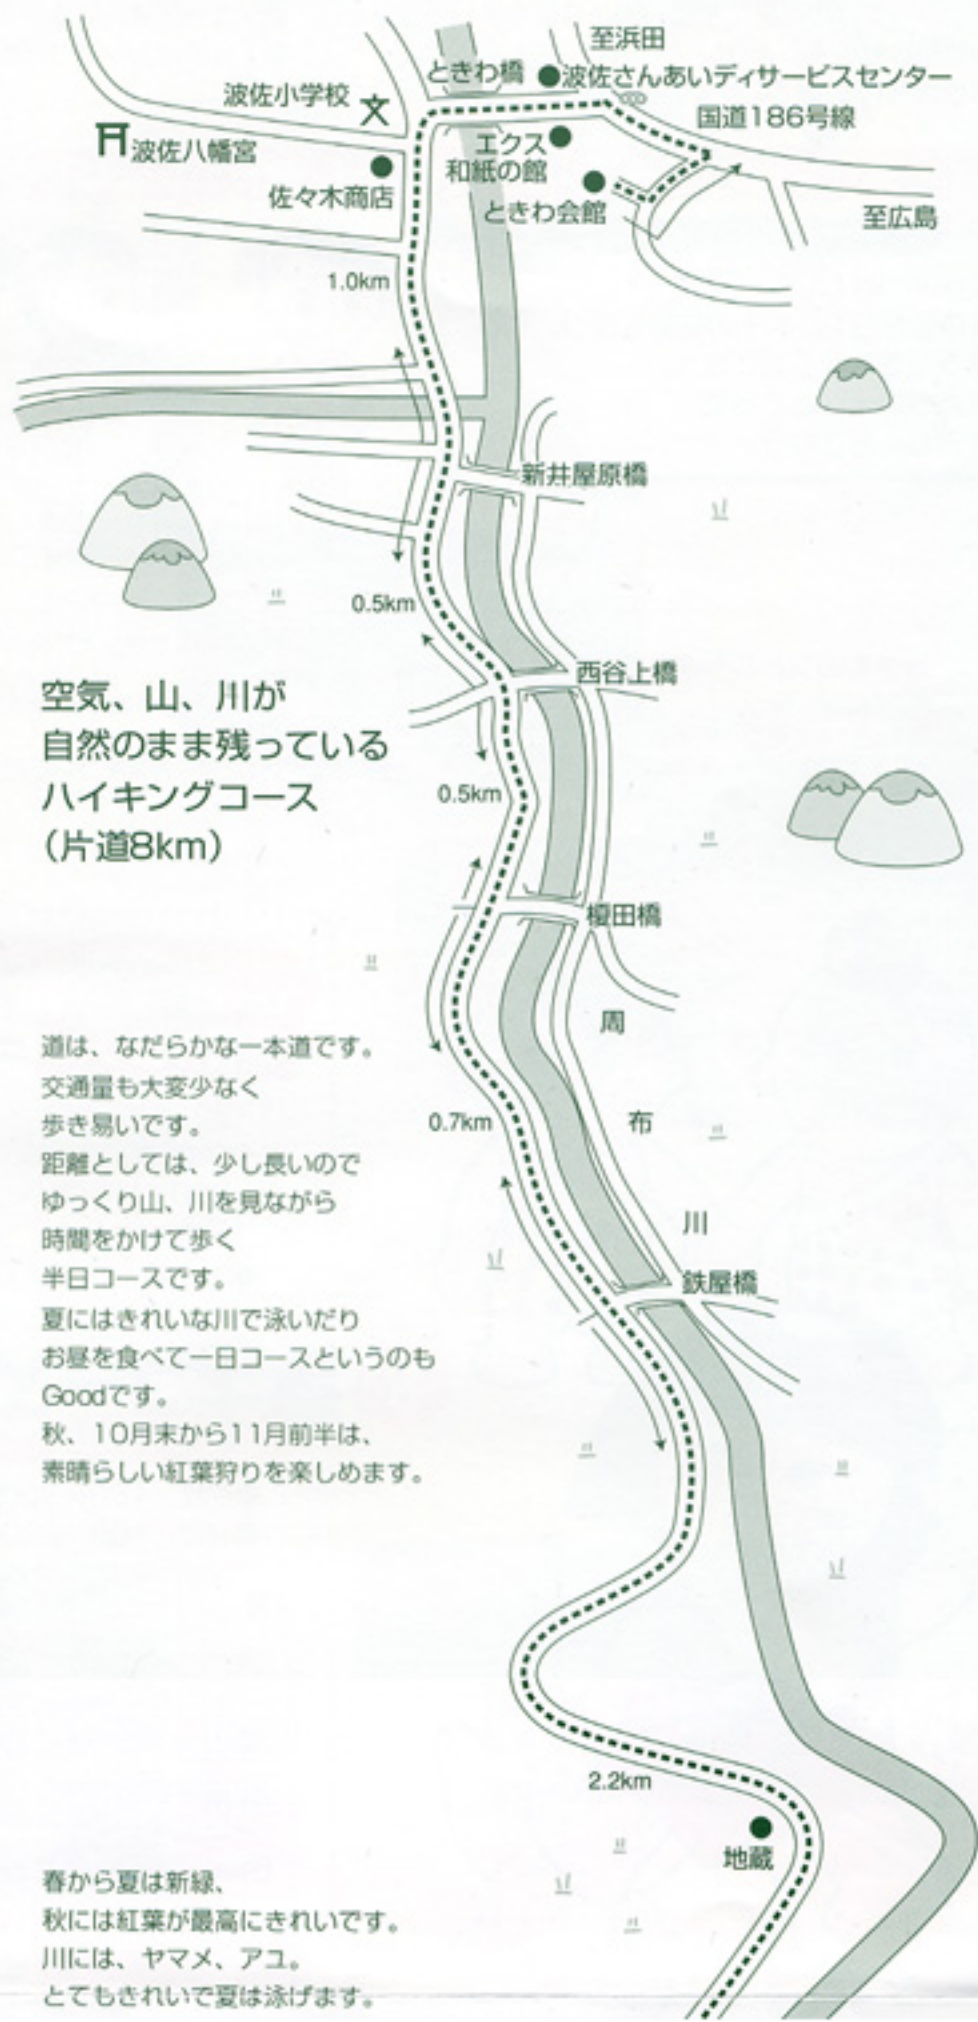 至浜田
ときわ橋
波佐さんあいディサービスセンター
波佐小学校
文
国道186号線
波佐八幡宮
エクス
和紙の館
佐々木商店
ときわ会館
至広島
1.0km
新井屋原橋
0.5km
西谷上橋
空気、山、川が
自然のまま残っている
ハイキングコース
(片道8km)
0.5km
榎田橋
周
布
川
道は、なだらかな一本道です。
交通量も大変少なく
歩き易いです。
距離としては、少し長いので
ゆっくり山、川を見ながら
時間をかけて歩く
半日コースです。
夏にはきれいな川で泳いだり
お昼を食べて一日コースというのも
Goodです。
秋、10月末から11月前半は、
素晴らしい紅葉狩りを楽しめます。
0.7km
鉄屋橋
2.2km
地蔵
春から夏は新緑、
秋には紅葉が最高にきれいです。
川には、ヤマメ、アユ。
とてもきれいで夏は泳げます。